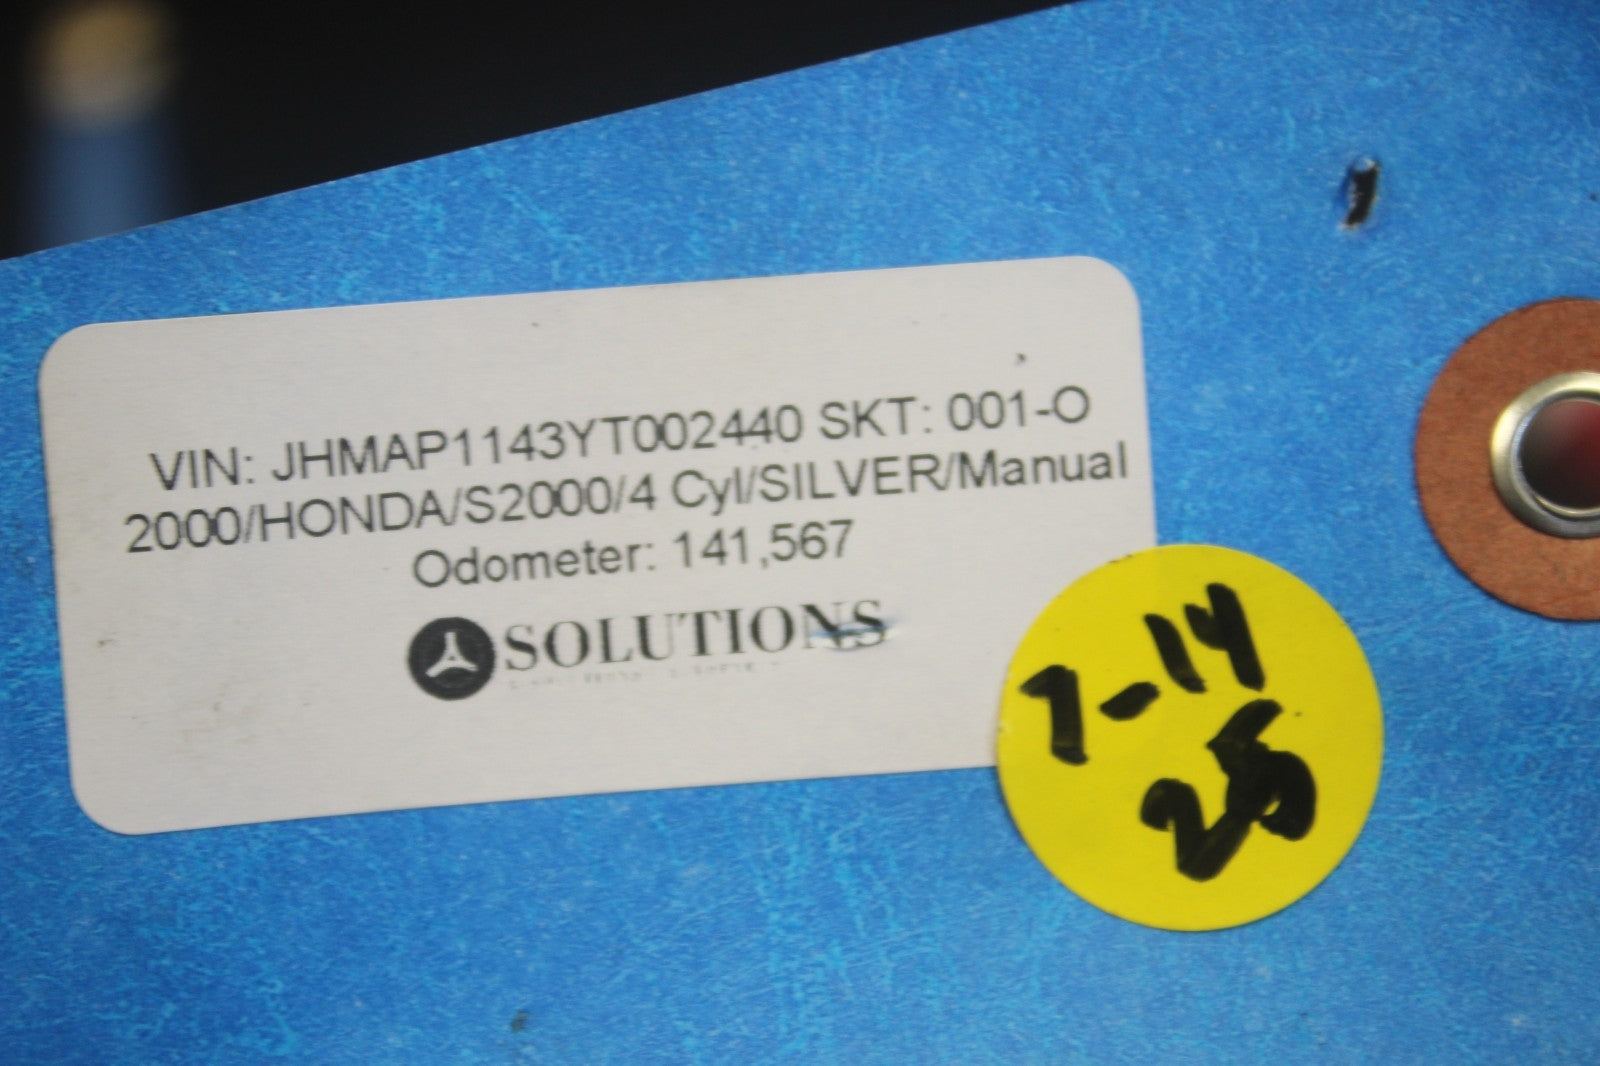 VIN: JHMAP1143YT002440 SKT: 001-O
2000/HONDA/S2000/4 Cyl/SILVER/Manual
Odometer: 141,567
SOLUTIONS
7-14
25